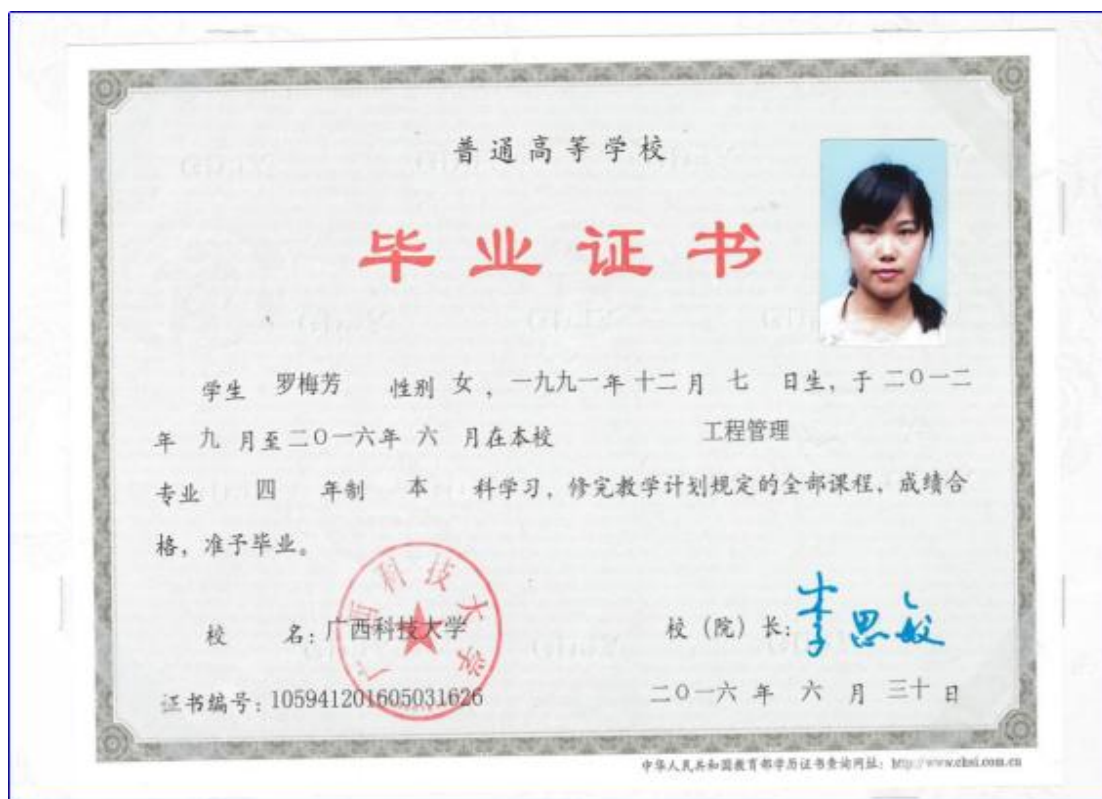 普通高等学校
毕业证书
学生 罗梅芳 性别 女，一九九一年 十二月 七 日生，于 二〇一二
年 九 月至二〇一六年 六 月在本校 工程管理
专业 四 年制 本 科学习，修完教学计划规定的全部课程，成绩合
格，准予毕业。
广西科技大学
校 名：广西科技大学 校（院）长：李思敏
证书编号：105941201605031626 二〇一六 年 六 月 三十 日
中华人民共和国教育部学历证书查询网址：http://www.chsi.com.cn